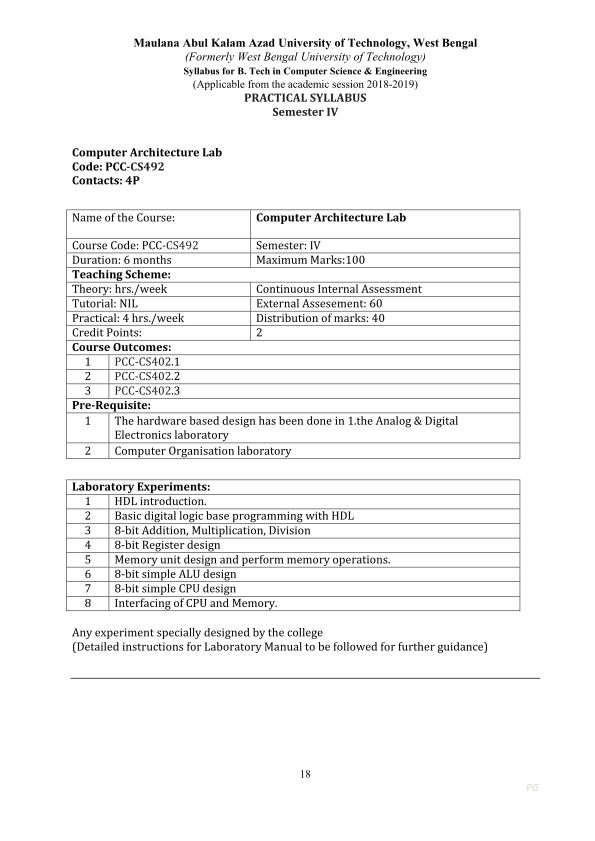 Maulana Abul Kalam Azad University of Technology, West Bengal
(Formerly West Bengal University of Technology)
Syllabus for B. Tech in Computer Science & Engineering
(Applicable from the academic session 2018-2019)
PRACTICAL SYLLABUS
Semester IV
Computer Architecture Lab
Code: PCC-CS492
Contacts: 4P
Name of the Course: Computer Architecture Lab
Course Code: PCC-CS492 Semester: IV
Duration: 6 months Maximum Marks:100
Teaching Scheme:
Theory: hrs./week Continuous Internal Assessment
Tutorial: NIL External Assesement: 60
Practical: 4 hrs./week Distribution of marks: 40
Credit Points: 2
Course Outcomes:
1 PCC-CS402.1
2 PCC-CS402.2
3 PCC-CS402.3
Pre-Requisite:
1 The hardware based design has been done in 1.the Analog & Digital
Electronics laboratory
2 Computer Organisation laboratory
Laboratory Experiments:
1 HDL introduction.
2 Basic digital logic base programming with HDL
3 8-bit Addition, Multiplication, Division
4 8-bit Register design
5 Memory unit design and perform memory operations.
6 8-bit simple ALU design
7 8-bit simple CPU design
8 Interfacing of CPU and Memory.
Any experiment specially designed by the college
(Detailed instructions for Laboratory Manual to be followed for further guidance)
18
PG